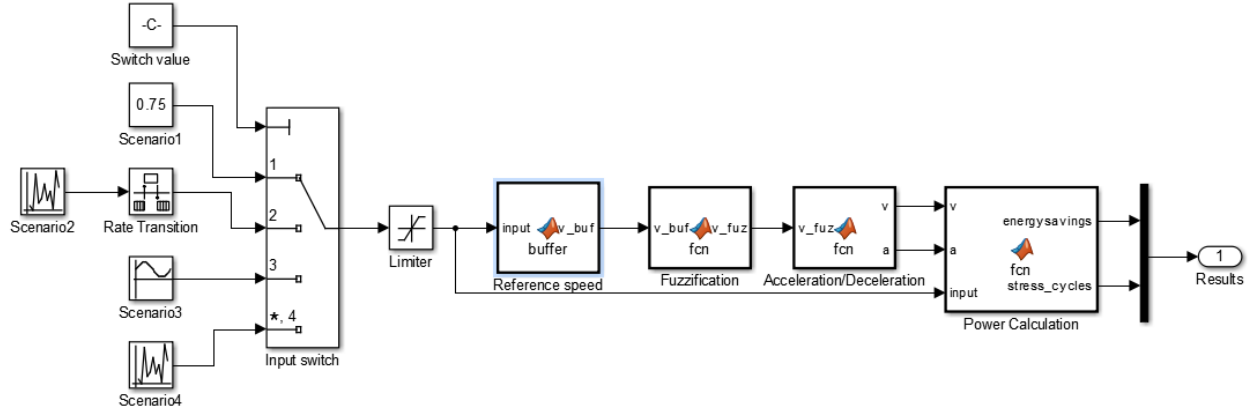 -C-
Switch value
0.75
Scenario1
Scenario2
Rate Transition
Scenario3
Scenario4
1
2
3
*, 4
Input switch
Limiter
input
v_buf
buffer
Reference speed
v_buf
v_fuz
fcn
Fuzzification
v_fuz
v
fcn
a
Acceleration/Deceleration
v
a
input
energysavings
fcn
stress_cycles
Power Calculation
1
Results